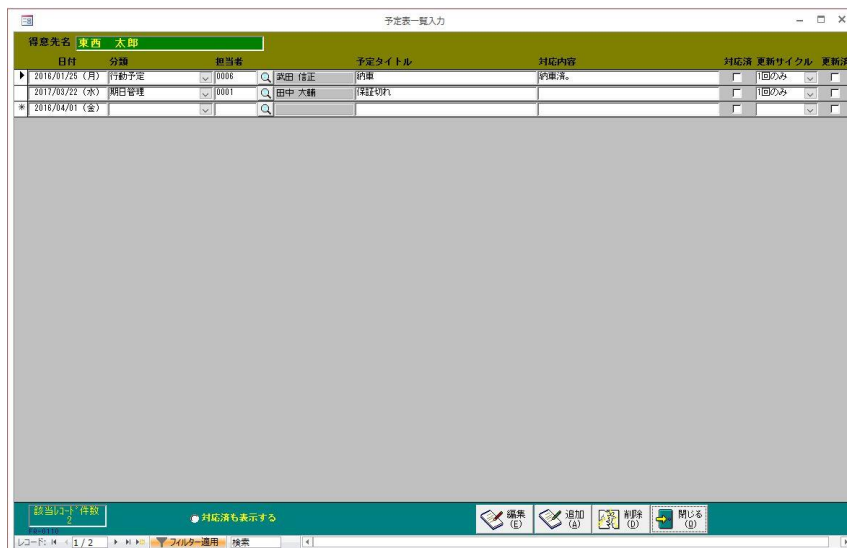 予定表一覧入力
得意先名 東西 太郎
日付 分類 担当者 予定タイトル 対応内容 対応済 更新サイクル 更新済
2016/01/25 (月) 行動予定 0006 武田 信正 納車 納車済。 1回のみ
2017/03/22 (水) 期日管理 0001 田中 大輔 保証切れ 1回のみ
2016/04/01 (金)
該当レコード件数
2
対応済も表示する
編集
(E)
追加
(A)
削除
(D)
閉じる
(Q)
レコード: 1 / 2 フィルター適用 検索